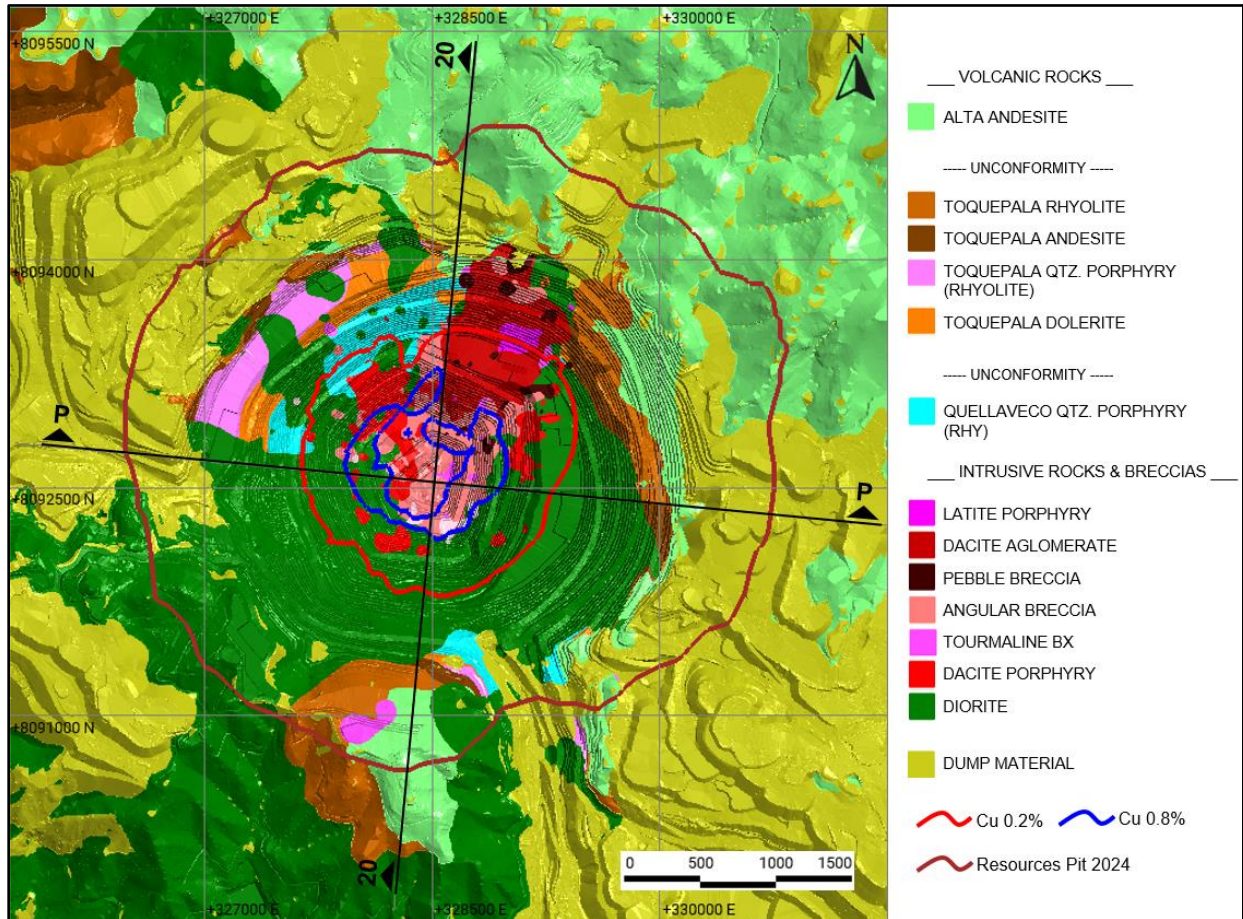 +327000 E
+328500 E
+330000 E
+8095500 N
20
N
+8094000 N
P
+8092500 N
P
+8091000 N
20
0 500 1000 1500
+327000 E
+328500 E
+330000 E
___ VOLCANIC ROCKS ___
ALTA ANDESITE
----- UNCONFORMITY -----
TOQUEPALA RHYOLITE
TOQUEPALA ANDESITE
TOQUEPALA QTZ. PORPHYRY
(RHYOLITE)
TOQUEPALA DOLERITE
----- UNCONFORMITY -----
QUELLAVECO QTZ. PORPHYRY
(RHY)
___ INTRUSIVE ROCKS & BRECCIAS ___
LATITE PORPHYRY
DACITE AGLOMERATE
PEBBLE BRECCIA
ANGULAR BRECCIA
TOURMALINE BX
DACITE PORPHYRY
DIORITE
DUMP MATERIAL
Cu 0.2%
Cu 0.8%
Resources Pit 2024